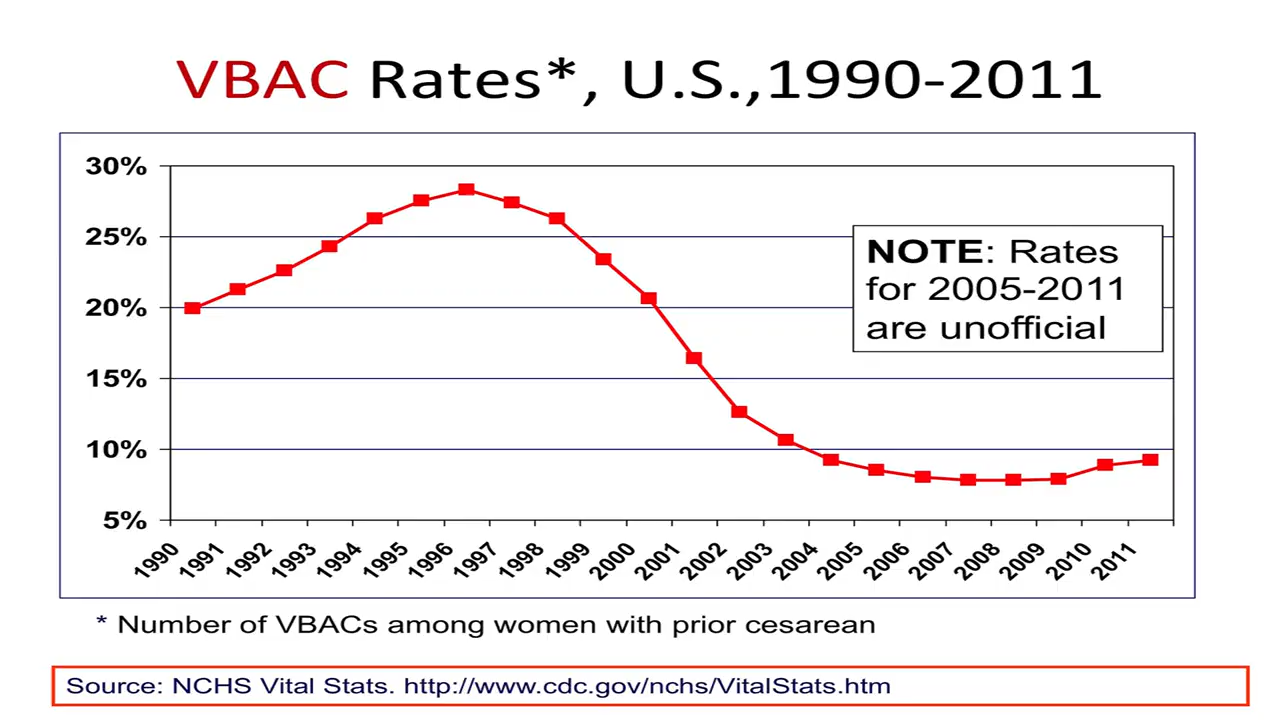 VBAC Rates*, U.S.,1990-2011
30%
25%
20%
15%
10%
5%
NOTE: Rates
for 2005-2011
are unofficial
1990 1991 1992 1993 1994 1995 1996 1997 1998 1999 2000 2001 2002 2003 2004 2005 2006 2007 2008 2009 2010 2011
* Number of VBACs among women with prior cesarean
Source: NCHS Vital Stats. http://www.cdc.gov/nchs/VitalStats.htm